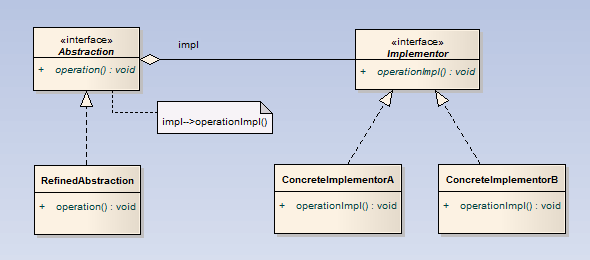 «interface»
Abstraction
+ operation() : void
impl
«interface»
Implementor
+ operationImpl() : void
impl-->operationImpl()
RefinedAbstraction
+ operation() : void
ConcreteImplementorA
+ operationImpl() : void
ConcreteImplementorB
+ operationImpl() : void